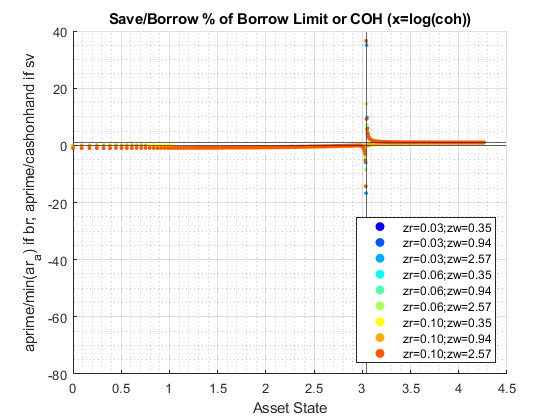 Save/Borrow % of Borrow Limit or COH (x=log(coh))
aprime/min(ar_a) if br; aprime/cashonhand if sv
40
20
0
-20
-40
-60
-80
0
0.5
1
1.5
2
2.5
3
3.5
4
4.5
Asset State
zr=0.03;zw=0.35
zr=0.03;zw=0.94
zr=0.03;zw=2.57
zr=0.06;zw=0.35
zr=0.06;zw=0.94
zr=0.06;zw=2.57
zr=0.10;zw=0.35
zr=0.10;zw=0.94
zr=0.10;zw=2.57